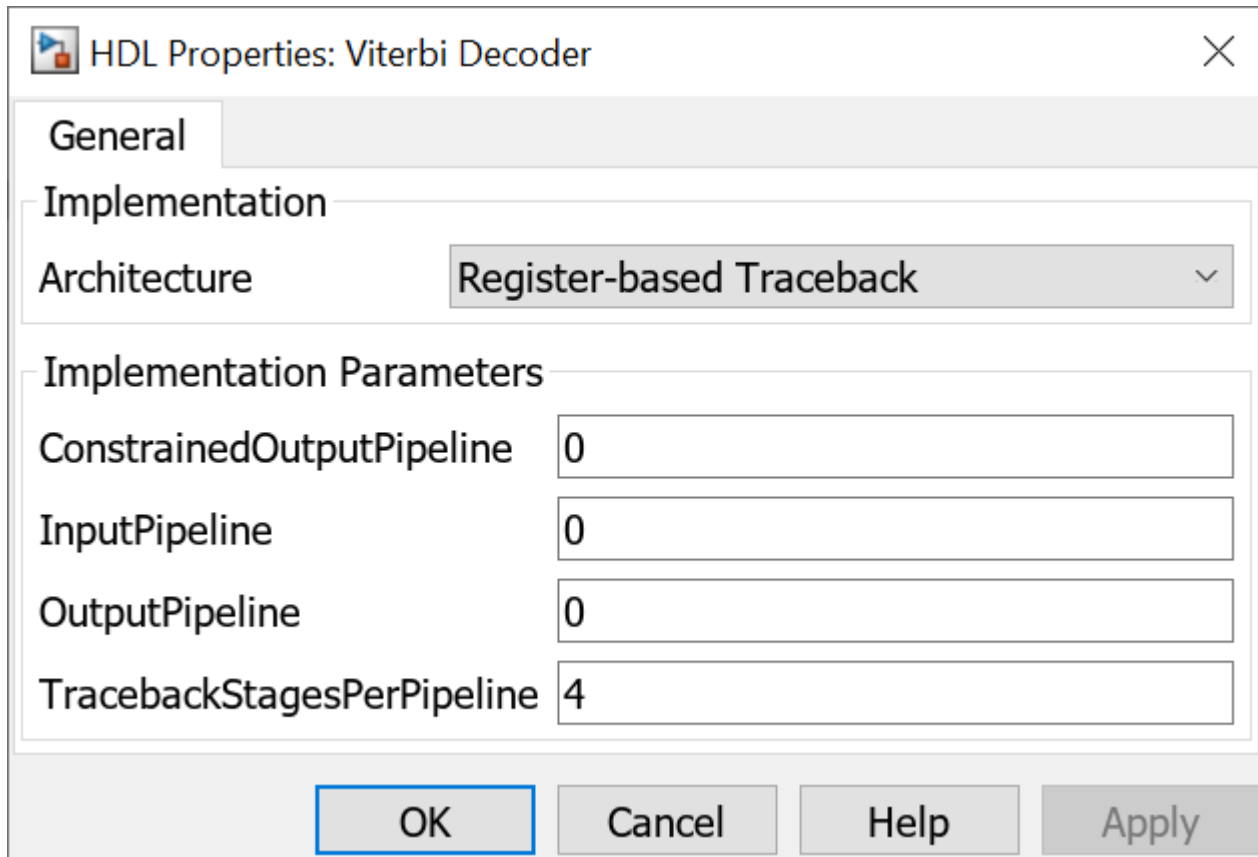 HDL Properties: Viterbi Decoder
General
Implementation
Architecture Register-based Traceback
Implementation Parameters
ConstrainedOutputPipeline 0
InputPipeline 0
OutputPipeline 0
TracebackStagesPerPipeline 4
OK Cancel Help Apply